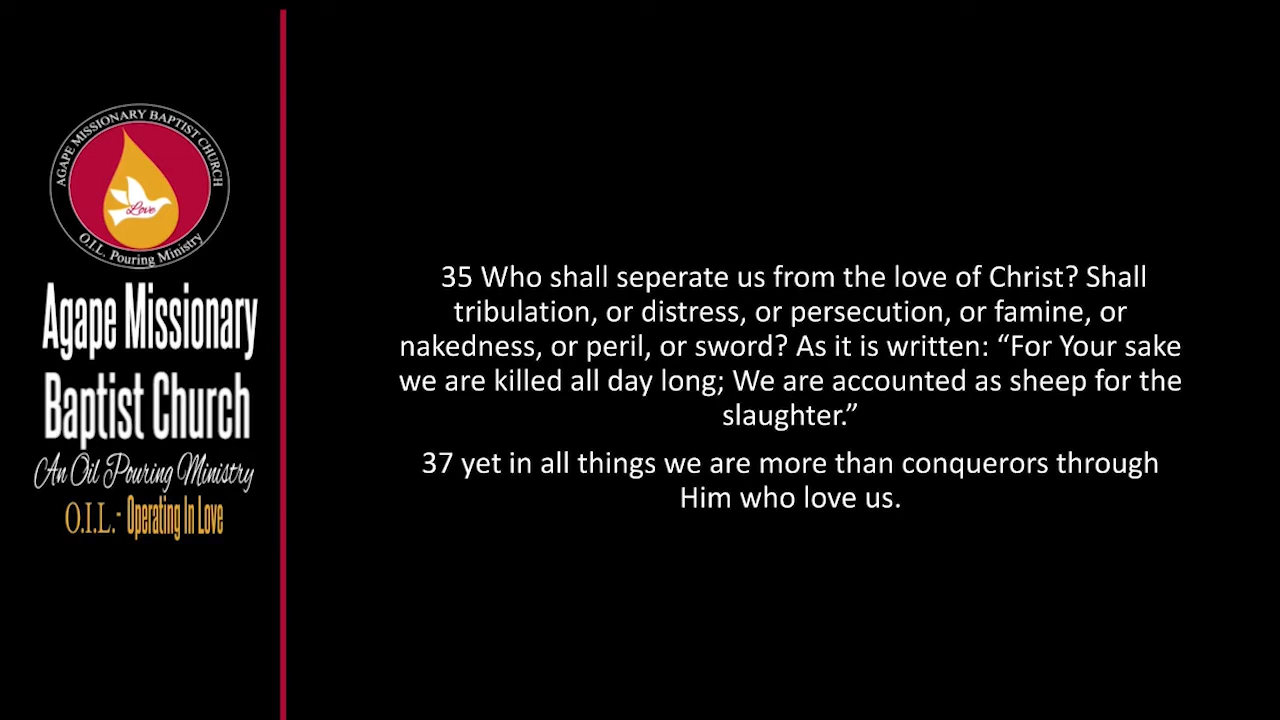 AGAPE MISSIONARY BAPTIST CHURCH
Love
O.I.L. Pouring Ministry
Agape Missionary
Baptist Church
An Oil Pouring Ministry
O.I.L.- Operating In Love
35 Who shall seperate us from the love of Christ? Shall
tribulation, or distress, or persecution, or famine, or
nakedness, or peril, or sword? As it is written: “For Your sake
we are killed all day long; We are accounted as sheep for the
slaughter.”
37 yet in all things we are more than conquerors through
Him who love us.